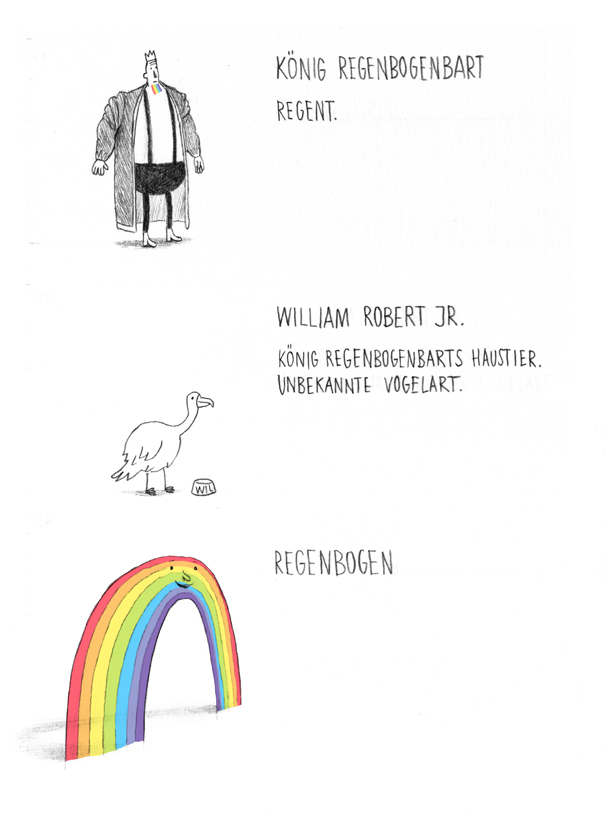 KÖNIG REGENBOGENBART
REGENT.
WILLIAM ROBERT JR.
KÖNIG REGENBOGENBARTS HAUSTIER.
UNBEKANNTE VOGELART.
WIL
REGENBOGEN